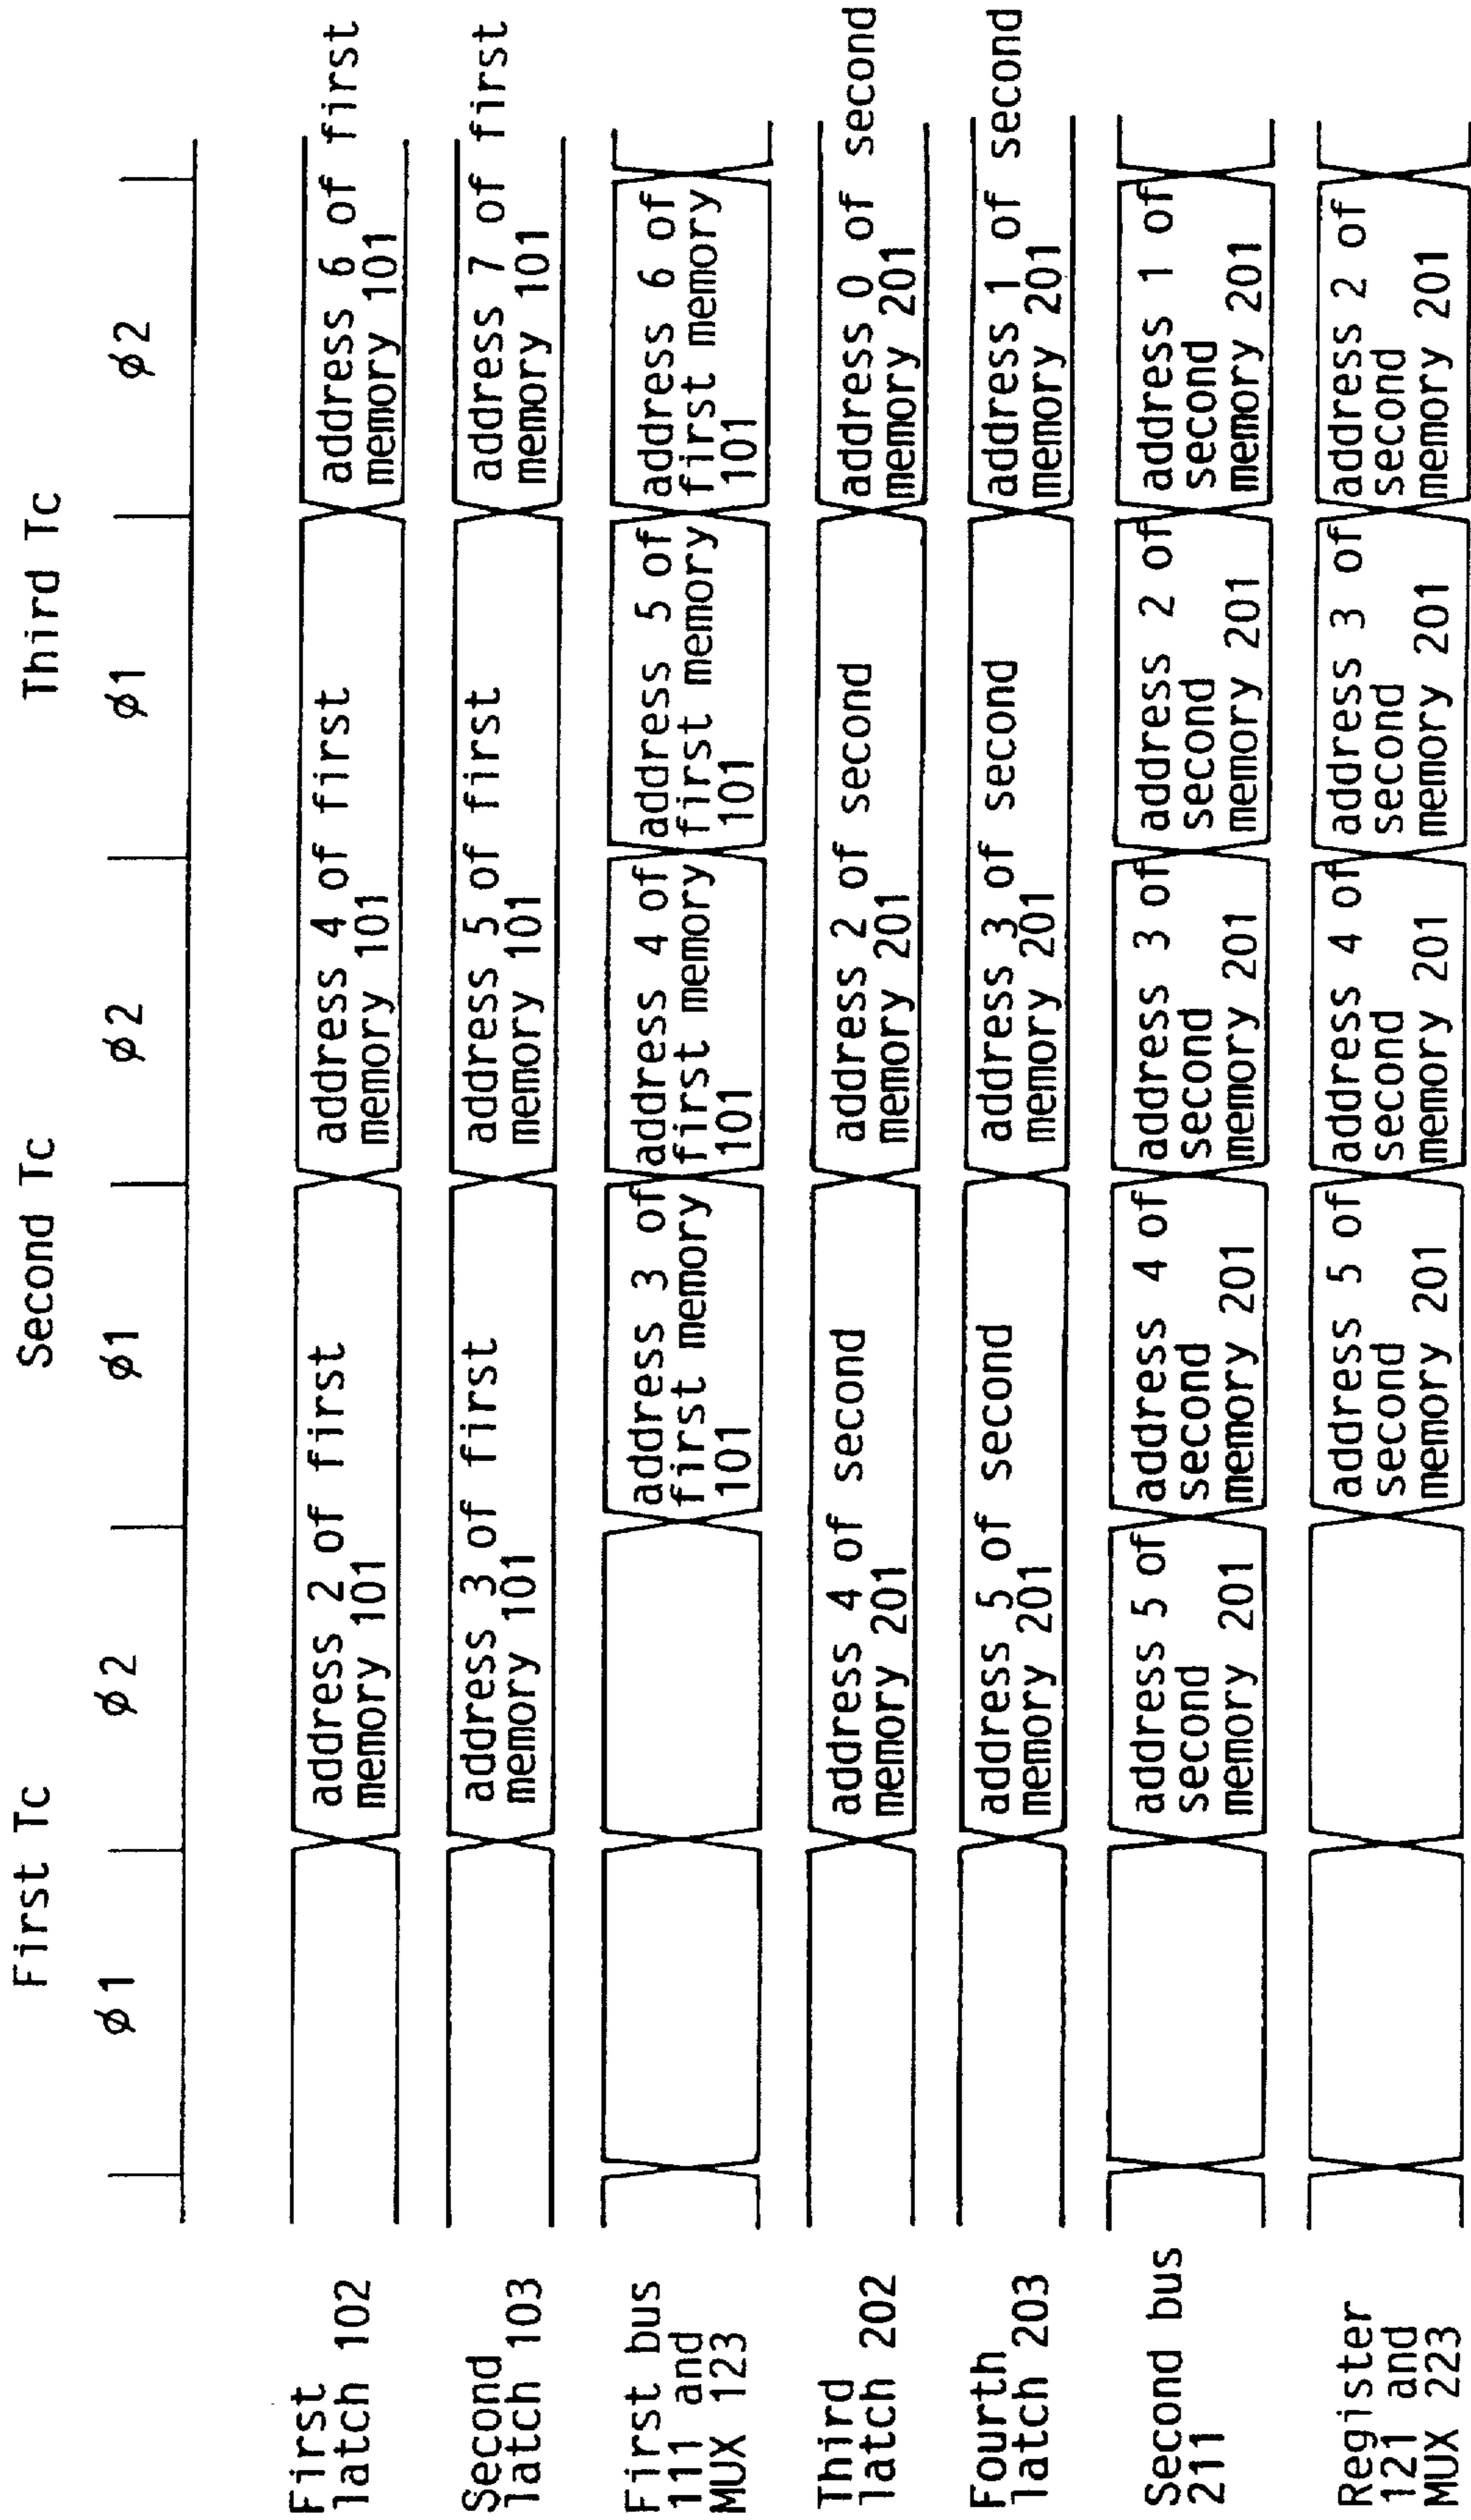 First Tc
Second Tc
Third Tc
ø1
ø2
ø1
ø2
ø1
ø2
First
latch 102
address 2 of first
memory 101
address 4 of first
memory 101
address 6 of first
memory 101
Second
latch 103
address 3 of first
memory 101
address 5 of first
memory 101
address 7 of first
memory 101
First bus
111 and
MUX 123
address 3 of
first memory
101
address 4 of
first memory
101
address 5 of
first memory
101
address 6 of
first memory
101
Third
latch 202
address 4 of second
memory 201
address 2 of second
memory 201
address 0 of second
memory 201
Fourth
latch 203
address 5 of second
memory 201
address 3 of second
memory 201
address 1 of second
memory 201
Second bus
211
address 5 of
second
memory 201
address 4 of
second
memory 201
address 3 of
second
memory 201
address 2 of
second
memory 201
address 1 of
second
memory 201
Register
121 and
MUX 223
address 5 of
second
memory 201
address 4 of
second
memory 201
address 3 of
second
memory 201
address 2 of
second
memory 201